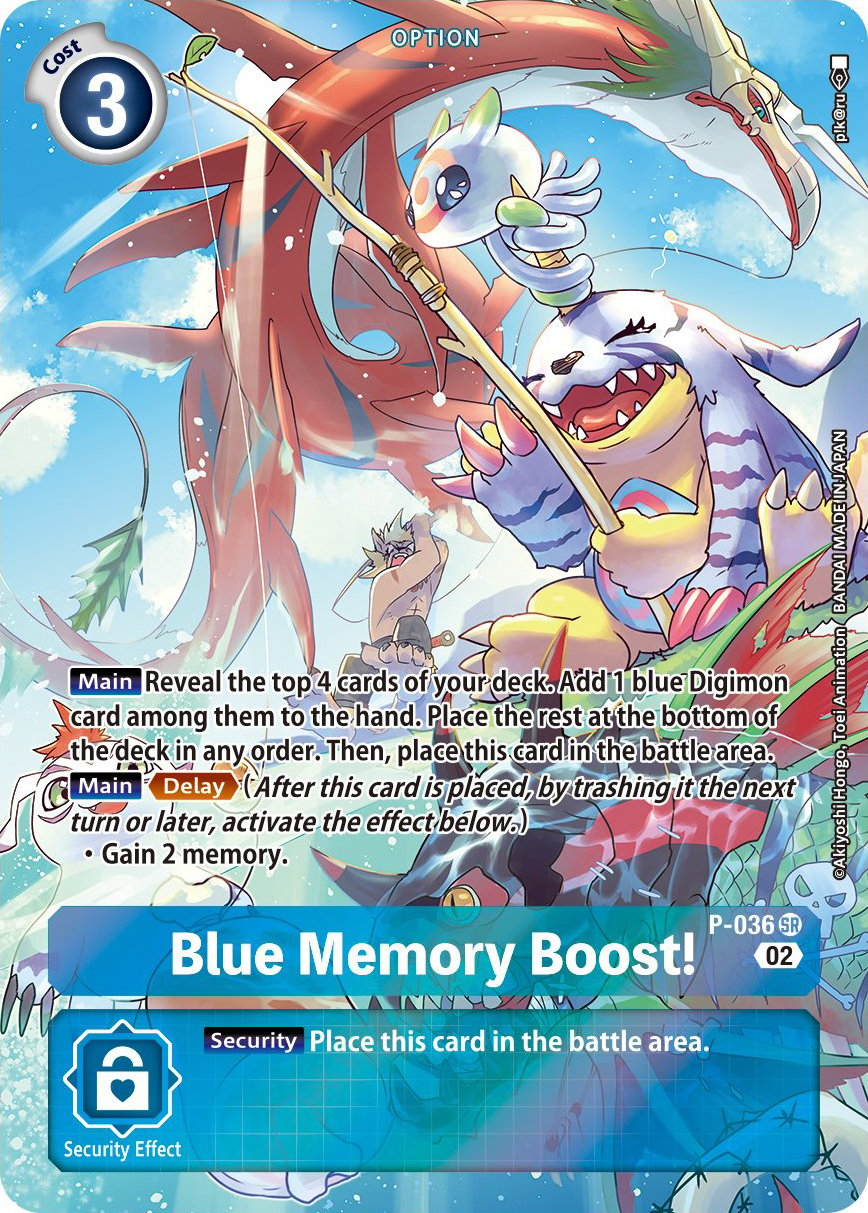 OPTION
Cost
3
p!k@ru
Main Reveal the top 4 cards of your deck. Add 1 blue Digimon
card among them to the hand. Place the rest at the bottom of
the deck in any order. Then, place this card in the battle area.
Main Delay (After this card is placed, by trashing it the next
turn or later, activate the effect below.)
・Gain 2 memory.
©Akiyoshi Hongo, Toei Animation BANDAI MADE IN JAPAN
P-036 SR
Blue Memory Boost!
02
Security Place this card in the battle area.
Security Effect